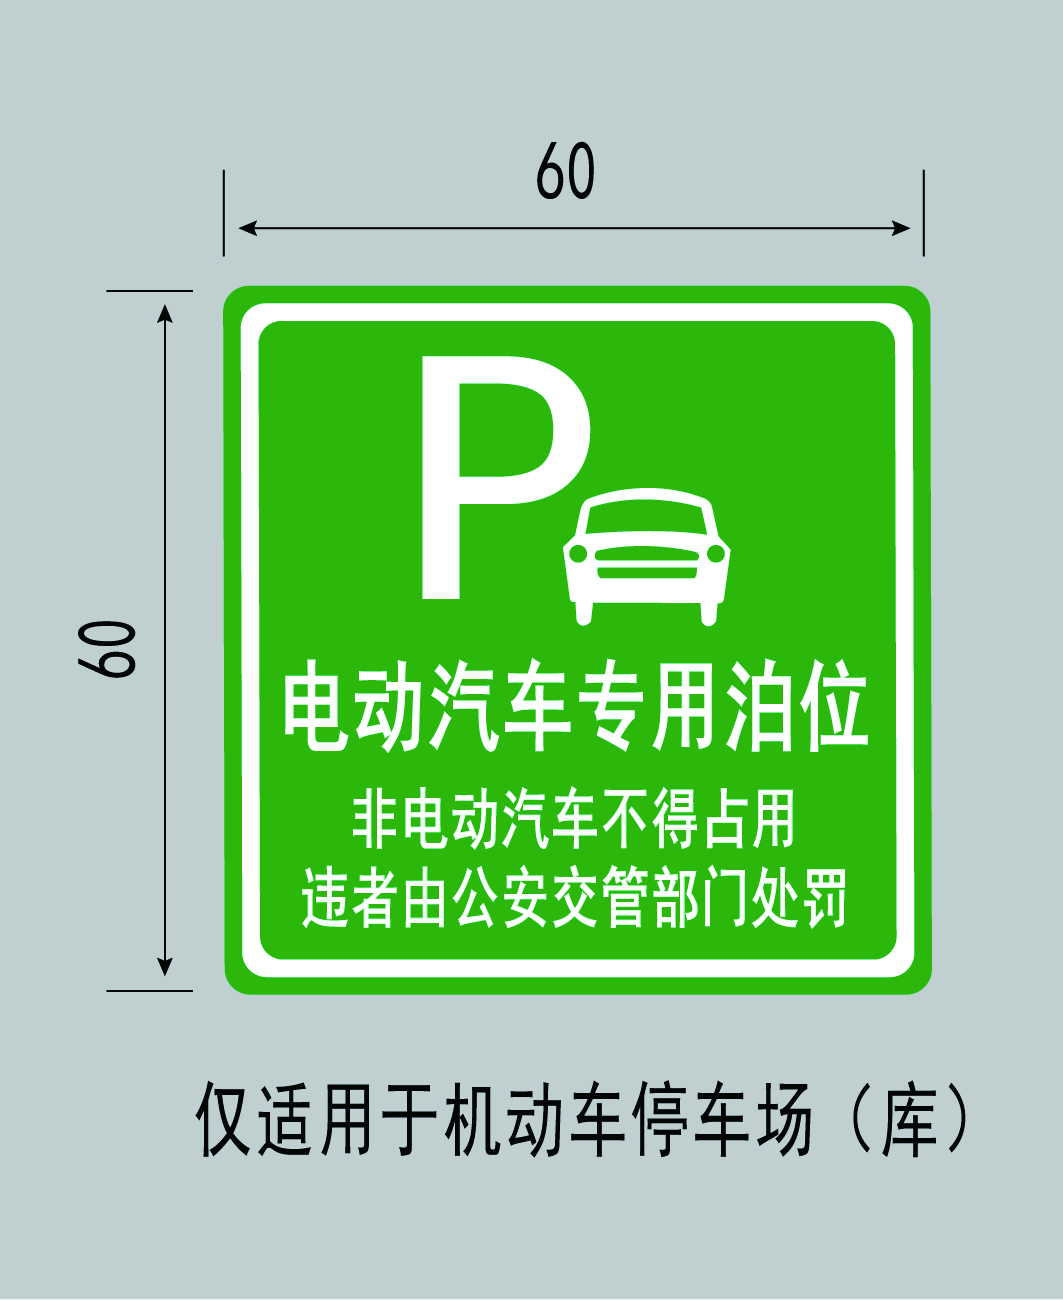 60
60
P
电动汽车专用泊位
非电动汽车不得占用
违者由公安交管部门处罚
仅适用于机动车停车场（库）